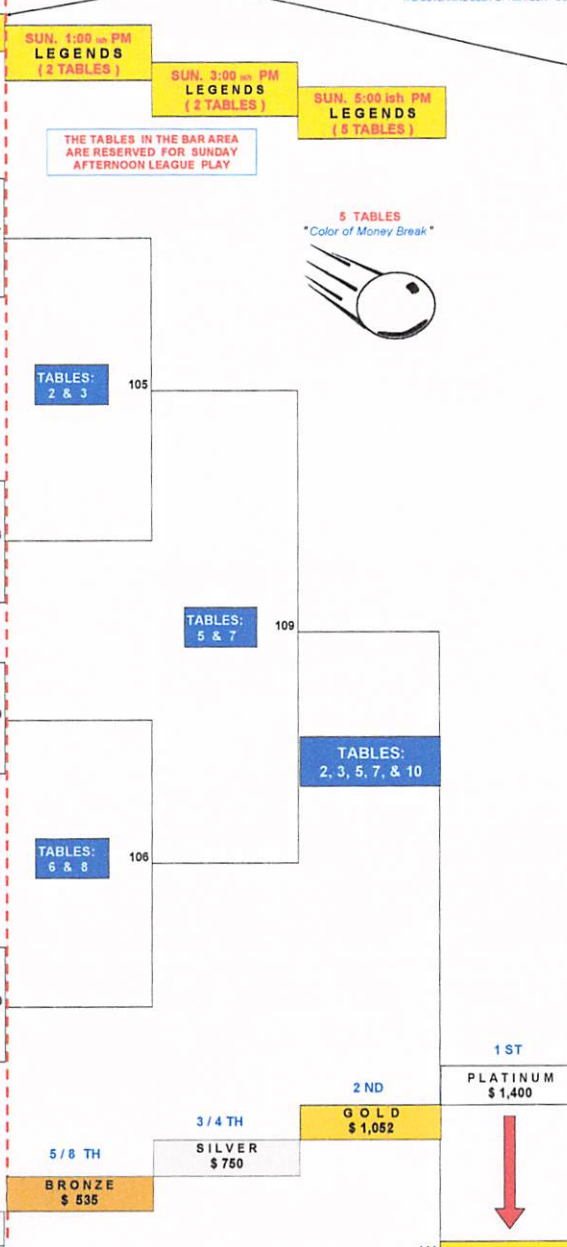 SUN. 1:00 ish PM
LEGENDS
( 2 TABLES )
SUN. 3:00 ish PM
LEGENDS
( 2 TABLES )
SUN. 5:00 ish PM
LEGENDS
( 5 TABLES )
THE TABLES IN THE BAR AREA
ARE RESERVED FOR SUNDAY
AFTERNOON LEAGUE PLAY
5 TABLES
"Color of Money Break"
TABLES:
2 & 3
105
TABLES:
5 & 7
109
TABLES:
2, 3, 5, 7, & 10
TABLES:
6 & 8
106
1 ST
PLATINUM
$ 1,400
2 ND
GOLD
$ 1,052
3 / 4 TH
SILVER
$ 750
5 / 8 TH
BRONZE
$ 535